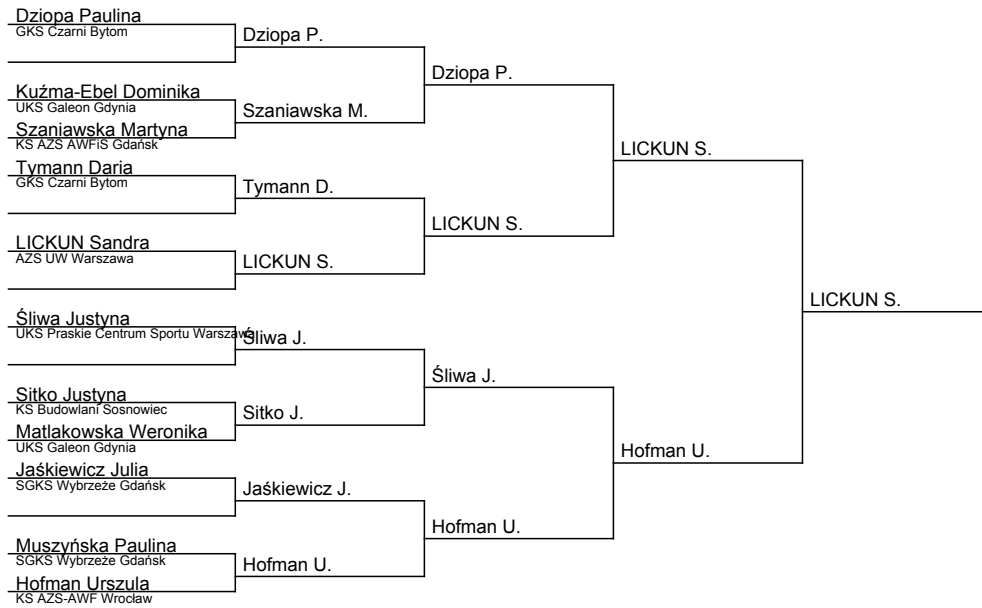 Dziopa Paulina
GKS Czarni Bytom
Kuźma-Ebel Dominika
UKS Galeon Gdynia
Szaniawska Martyna
KS AZS AWFiS Gdańsk
Tymann Daria
GKS Czarni Bytom
LICKUN Sandra
AZS UW Warszawa
Śliwa Justyna
UKS Praskie Centrum Sportu Warszawa
Sitko Justyna
KS Budowlani Sosnowiec
Matlakowska Weronika
UKS Galeon Gdynia
Jaśkiewicz Julia
SGKS Wybrzeże Gdańsk
Muszyńska Paulina
SGKS Wybrzeże Gdańsk
Hofman Urszula
KS AZS-AWF Wrocław
Dziopa P.
Szaniawska M.
Tymann D.
LICKUN S.
Śliwa J.
Sitko J.
Jaśkiewicz J.
Hofman U.
Dziopa P.
LICKUN S.
Śliwa J.
Hofman U.
LICKUN S.
Hofman U.
LICKUN S.